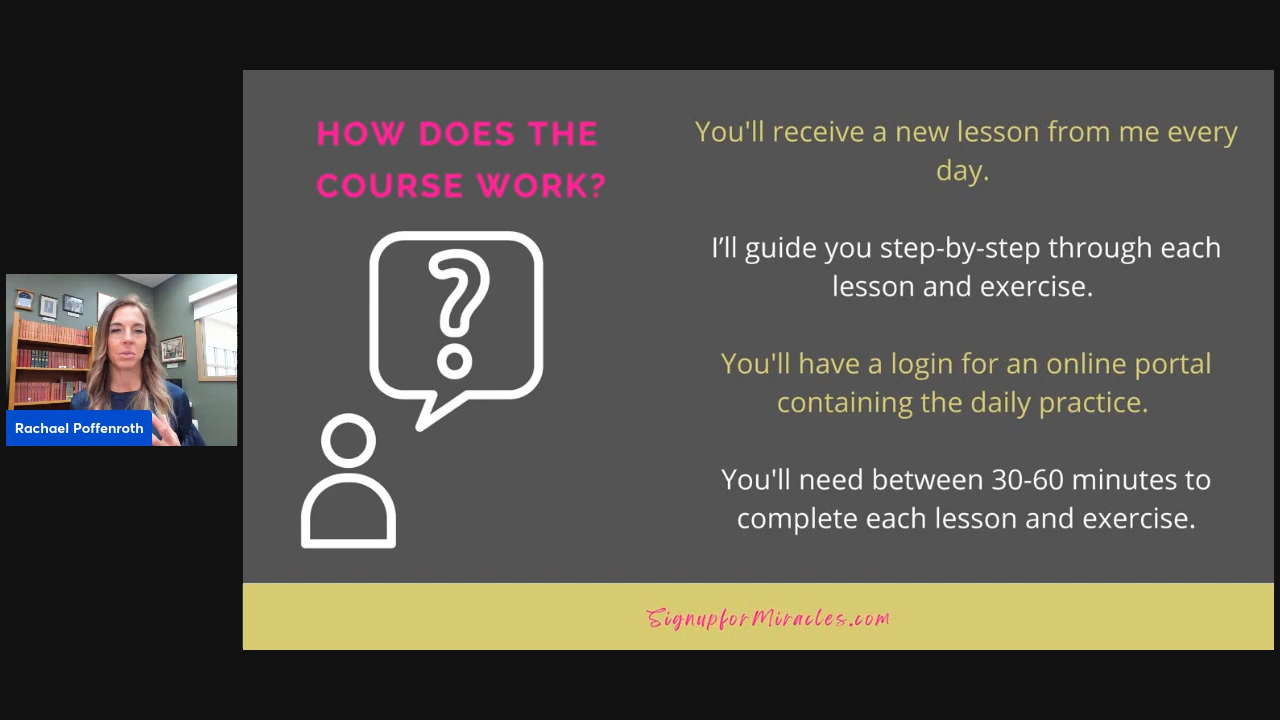 HOW DOES THE
COURSE WORK?
You'll receive a new lesson from me every
day.
I’ll guide you step-by-step through each
lesson and exercise.
You'll have a login for an online portal
containing the daily practice.
You'll need between 30-60 minutes to
complete each lesson and exercise.
Rachael Poffenroth
SignupforMiracles.com